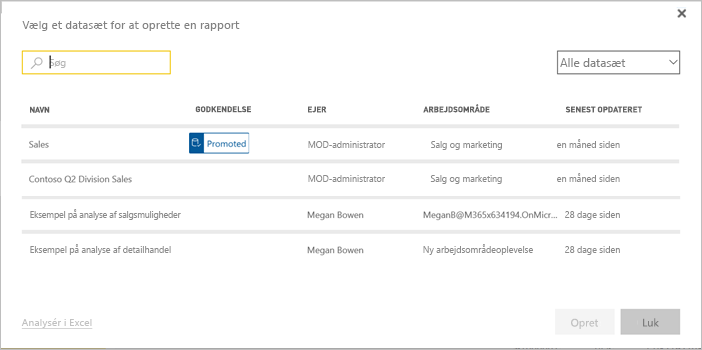 Vælg et datasæt for at oprette en rapport
Søg
Alle datasæt
NAVN GODKENDELSE EJER ARBEJDSOMRÅDE SENEST OPDATERET
Sales Promoted MOD-administrator Salg og marketing en måned siden
Contoso Q2 Division Sales MOD-administrator Salg og marketing en måned siden
Eksempel på analyse af salgsmuligheder Megan Bowen MeganB@M365x634194.OnMicr... 28 dage siden
Eksempel på analyse af detailhandel Megan Bowen Ny arbejdsområdeoplevelse 28 dage siden
Analysér i Excel Opret Luk